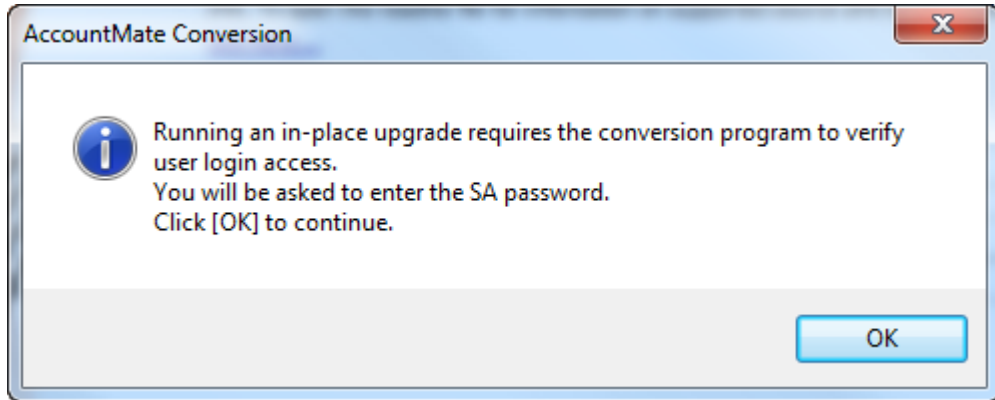 AccountMate Conversion
Running an in-place upgrade requires the conversion program to verify
user login access.
You will be asked to enter the SA password.
Click [OK] to continue.
OK